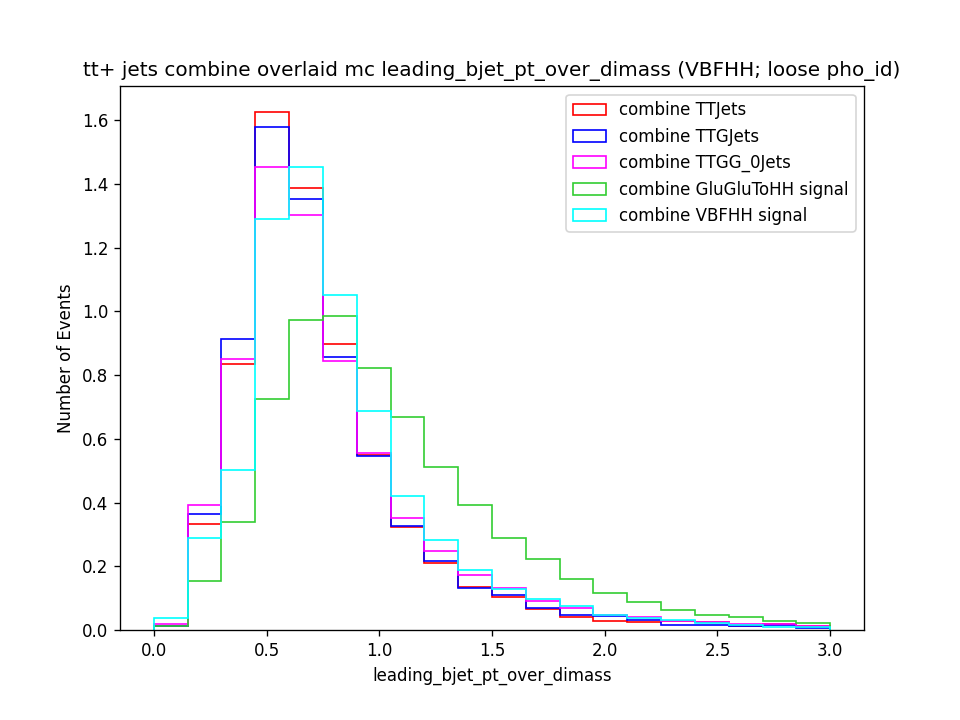 tt+ jets combine overlaid mc leading_bjet_pt_over_dimass (VBFHH; loose pho_id)
combine TTJets
combine TTGJets
combine TTGG_0Jets
combine GluGluToHH signal
combine VBFHH signal
Number of Events
1.6
1.4
1.2
1.0
0.8
0.6
0.4
0.2
0.0
0.0 0.5 1.0 1.5 2.0 2.5 3.0
leading_bjet_pt_over_dimass